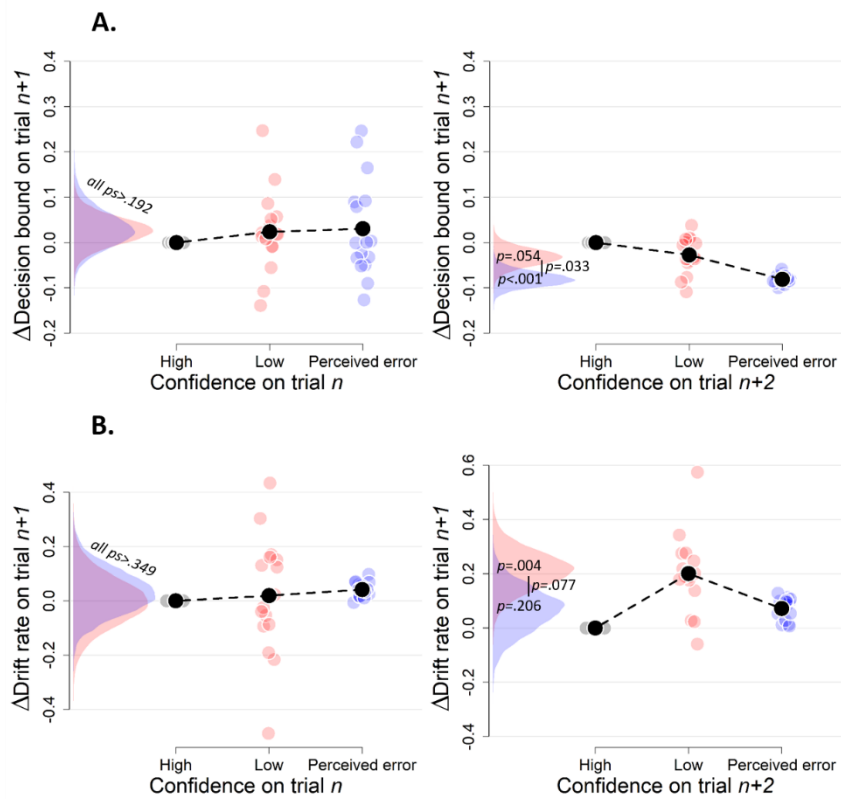 A.
ΔDecision bound on trial n+1
0.4
0.3
0.2
0.1
0.0
-0.1
-0.2
all ps>.192
High
Low
Perceived error
Confidence on trial n
ΔDecision bound on trial n+1
0.4
0.3
0.2
0.1
0.0
-0.1
-0.2
p=.054
p=.033
p<.001
High
Low
Perceived error
Confidence on trial n+2
B.
ΔDrift rate on trial n+1
0.4
0.2
0.0
-0.2
-0.4
all ps>.349
High
Low
Perceived error
Confidence on trial n
ΔDrift rate on trial n+1
0.6
0.4
0.2
0.0
-0.2
-0.4
p=.004
p=.077
p=.206
High
Low
Perceived error
Confidence on trial n+2